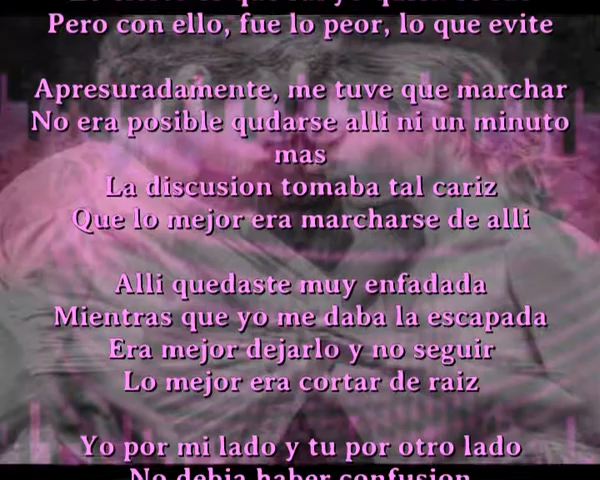 Pero con ello, fue lo peor, lo que evite
Apresuradamente, me tuve que marchar
No era posible qudarse alli ni un minuto
mas
La discusion tomaba tal cariz
Que lo mejor era marcharse de alli
Alli quedaste muy enfadada
Mientras que yo me daba la escapada
Era mejor dejarlo y no seguir
Lo mejor era cortar de raiz
Yo por mi lado y tu por otro lado
No debia haber confusion